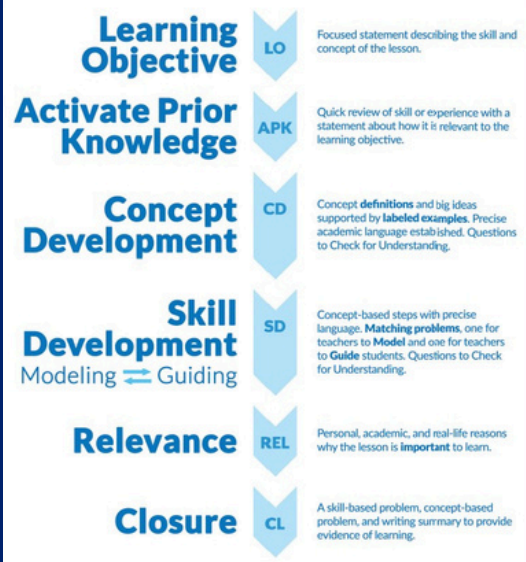 Learning
Objective
LO
Focused statement describing the skill and
concept of the lesson.
Activate Prior
Knowledge
APK
Quick review of skill or experience with a
statement about how it is relevant to the
learning objective.
Concept
Development
CD
Concept definitions and big ideas
supported by labeled examples. Precise
academic language established. Questions
to Check for Understanding.
Skill
Development
Modeling ⇄ Guiding
SD
Concept-based steps with precise
language. Matching problems, one for
teachers to Model and one for teachers
to Guide students. Questions to Check
for Understanding.
Relevance
REL
Personal, academic, and real-life reasons
why the lesson is important to learn.
Closure
CL
A skill-based problem, concept-based
problem, and writing summary to provide
evidence of learning.